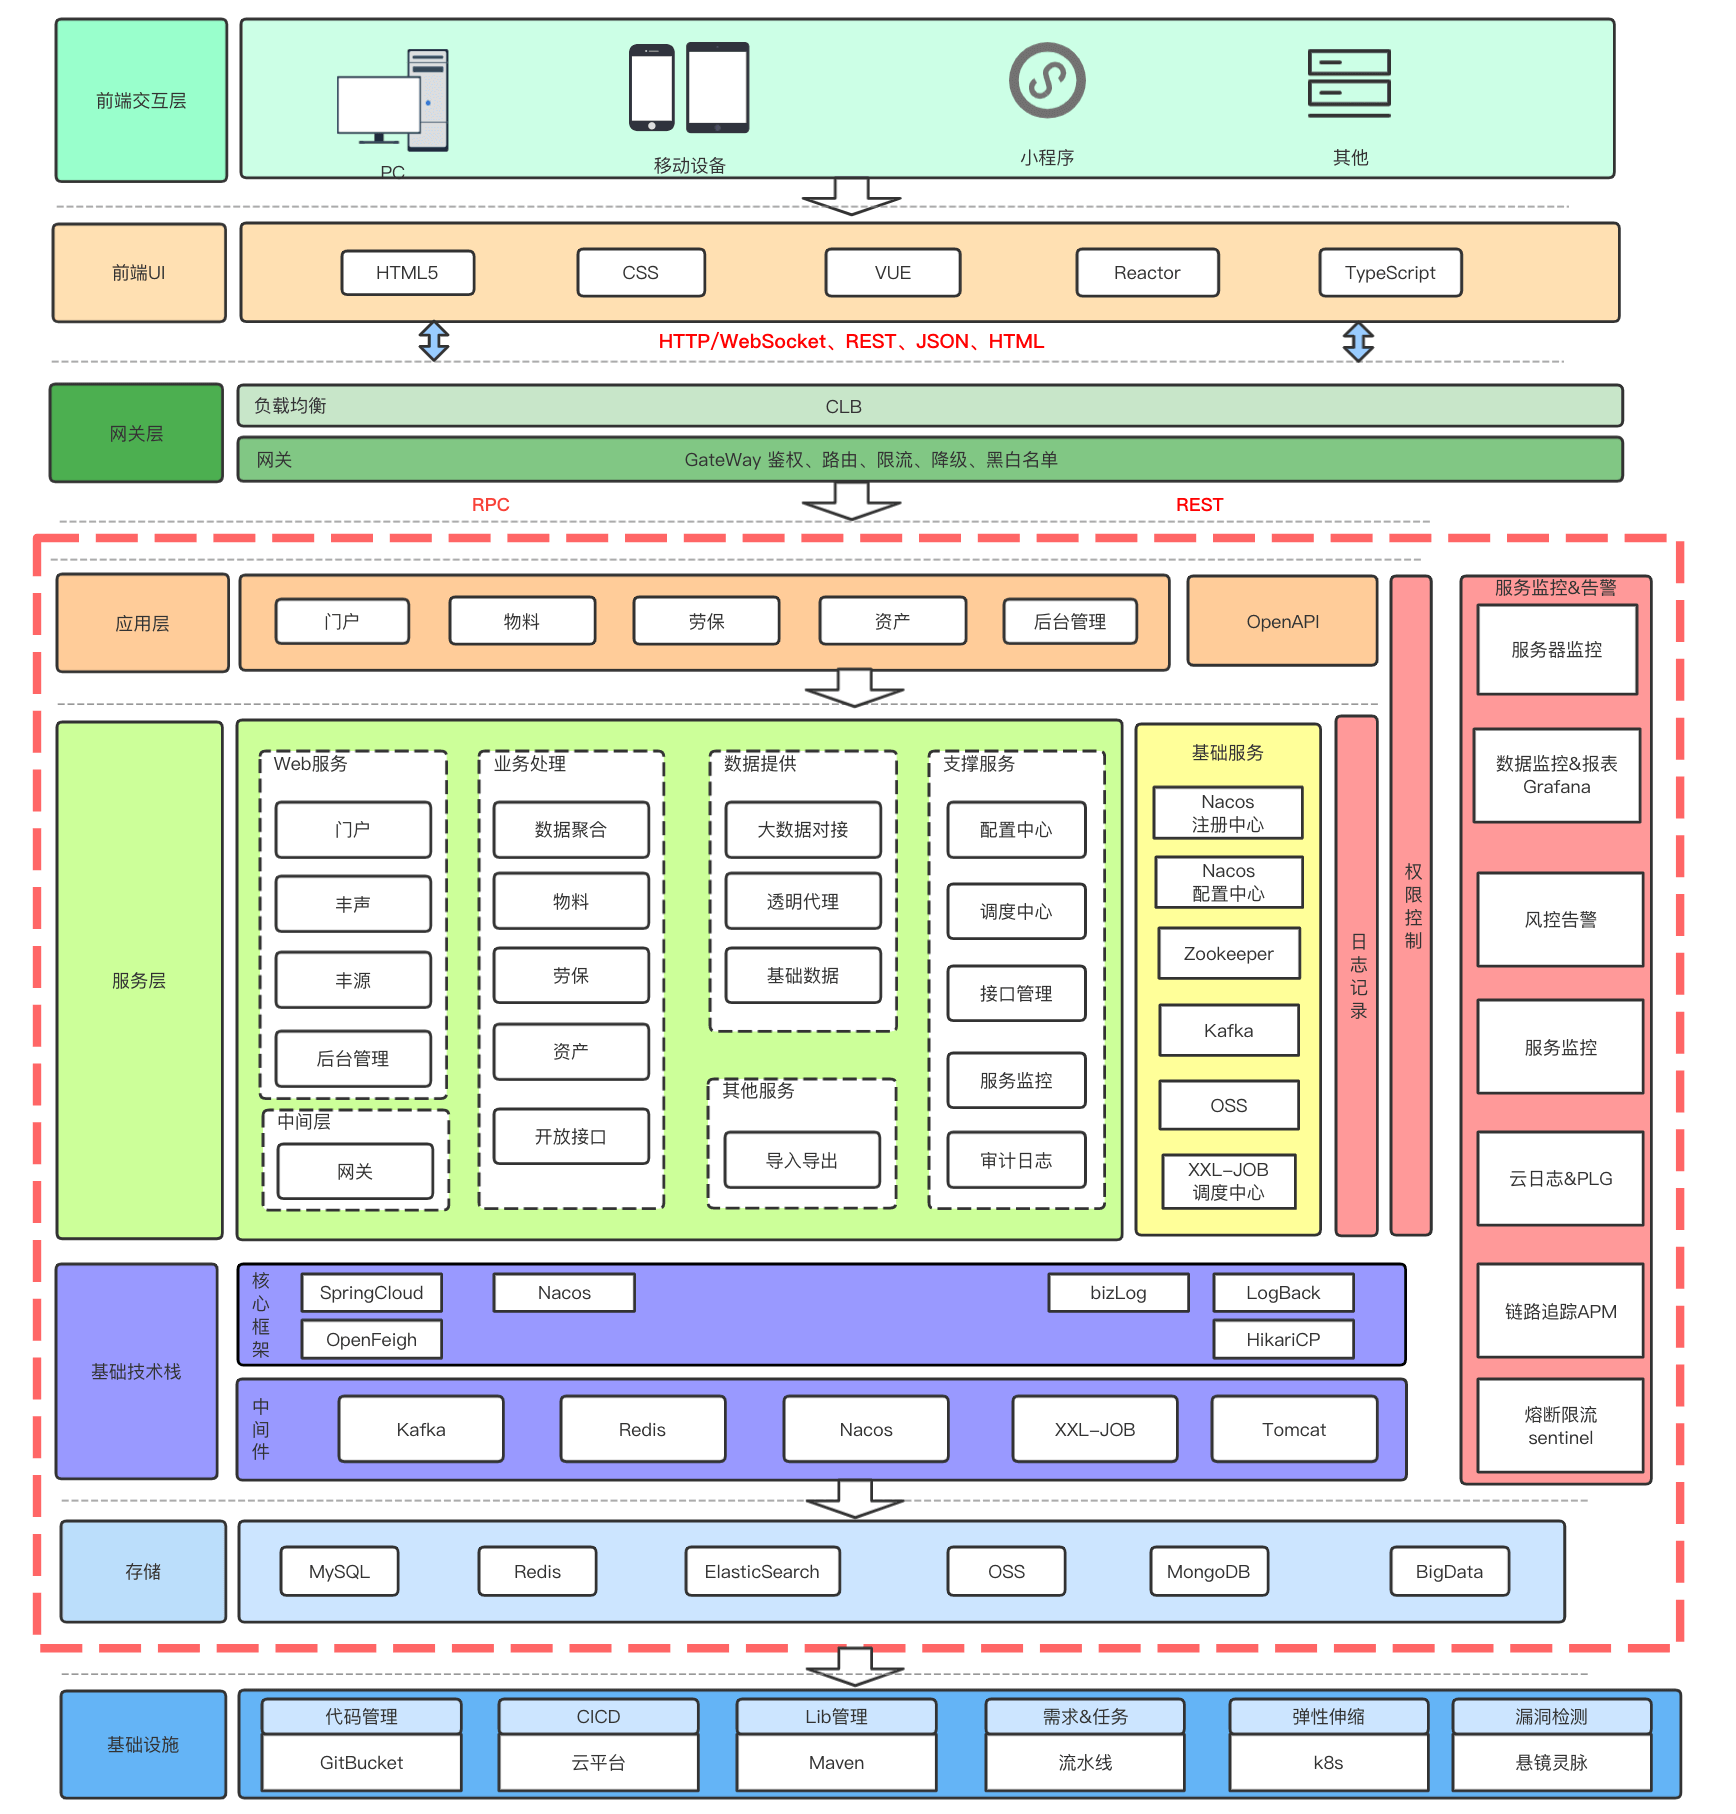 前端交互层
PC
移动设备
小程序
其他
前端UI
HTML5
CSS
VUE
Reactor
TypeScript
HTTP/WebSocket、REST、JSON、HTML
网关层
负载均衡
CLB
网关
GateWay 鉴权、路由、限流、降级、黑白名单
RPC
REST
应用层
门户
物料
劳保
资产
后台管理
OpenAPI
服务层
Web服务
门户
丰声
丰源
后台管理
中间层
网关
业务处理
数据聚合
物料
劳保
资产
开放接口
数据提供
大数据对接
透明代理
基础数据
其他服务
导入导出
支撑服务
配置中心
调度中心
接口管理
服务监控
审计日志
基础服务
Nacos
注册中心
Nacos
配置中心
Zookeeper
Kafka
OSS
XXL-JOB
调度中心
日志记录
权限控制
服务监控&告警
服务器监控
数据监控&报表
Grafana
风控告警
服务监控
云日志&PLG
链路追踪APM
熔断限流
sentinel
基础技术栈
核心框架
SpringCloud
Nacos
bizLog
LogBack
OpenFeigh
HikariCP
中间件
Kafka
Redis
Nacos
XXL-JOB
Tomcat
存储
MySQL
Redis
ElasticSearch
OSS
MongoDB
BigData
基础设施
代码管理
GitBucket
CICD
云平台
Lib管理
Maven
需求&任务
流水线
弹性伸缩
k8s
漏洞检测
悬镜灵脉